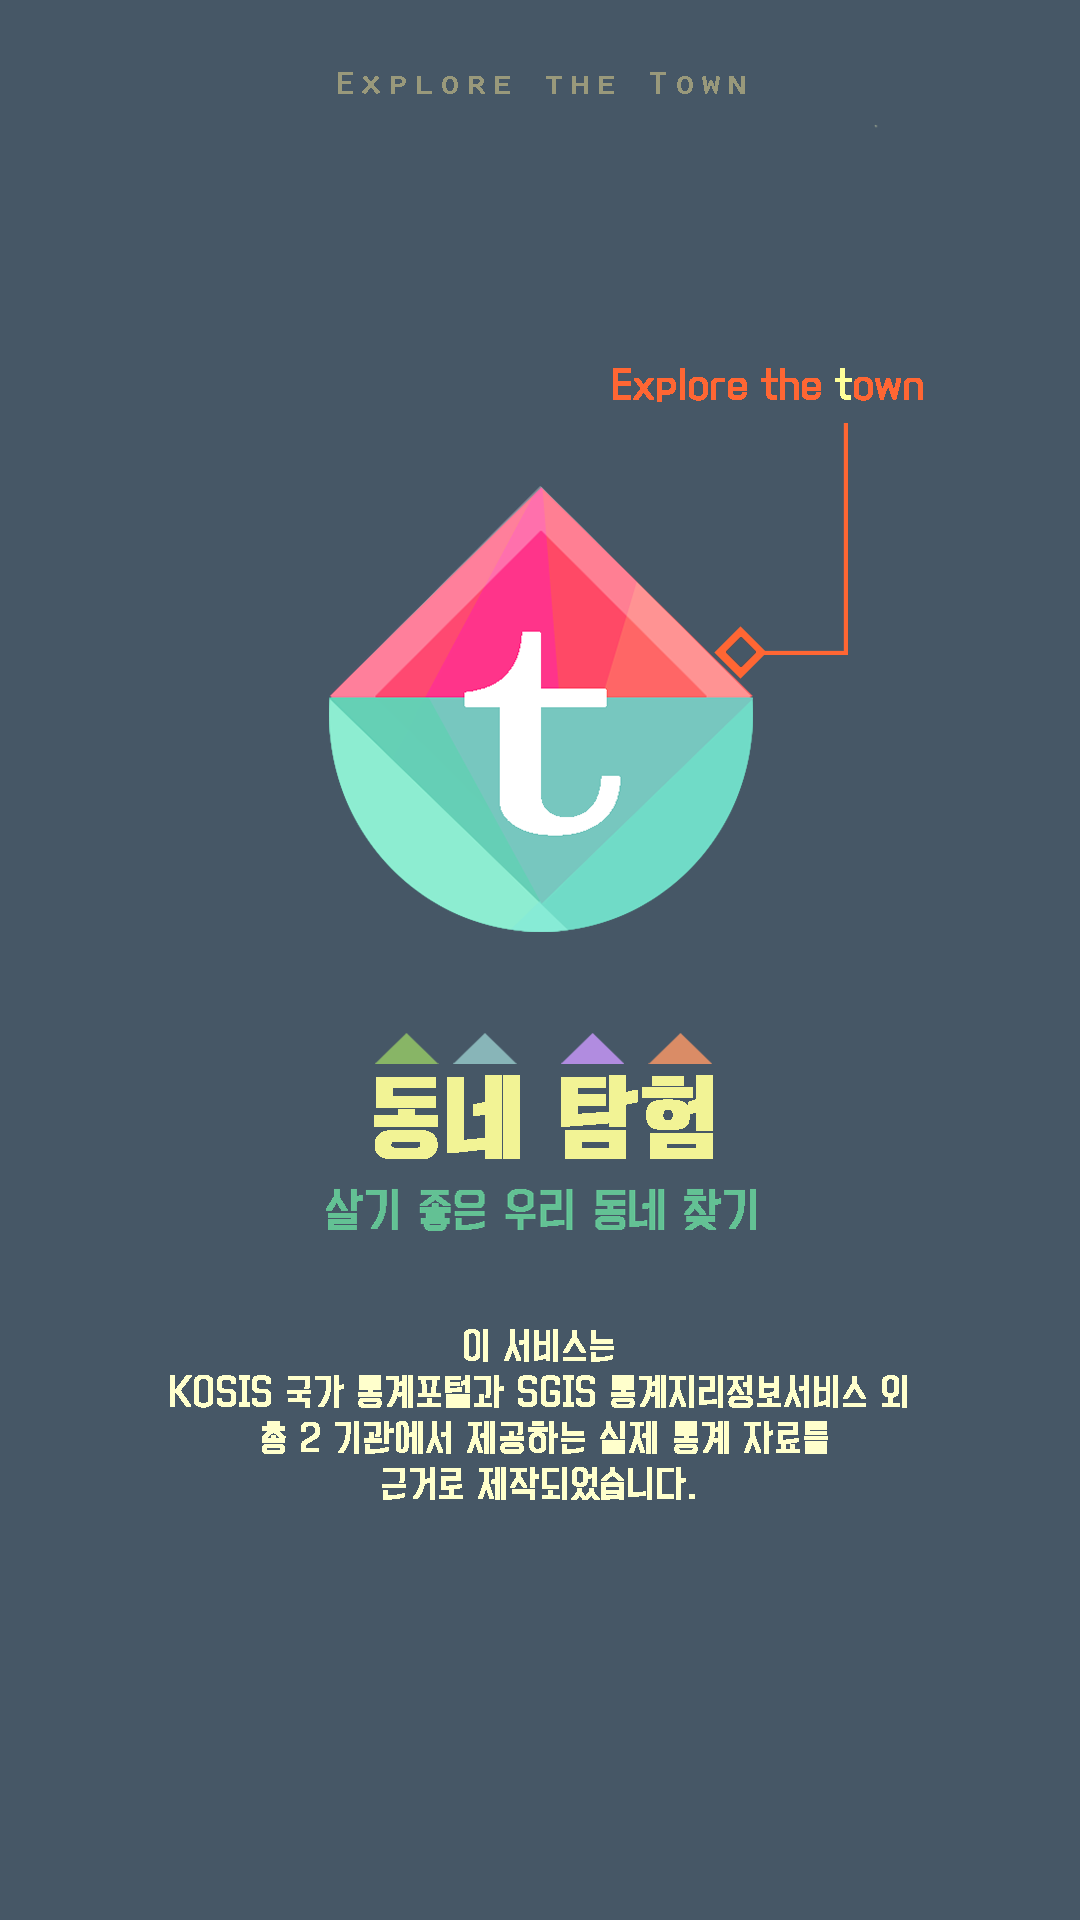 Explore the Town
Explore the town
t
동네 탐험
살기 좋은 우리 동네 찾기
이 서비스는
KOSIS 국가 통계포털과 SGIS 통계지리정보서비스 외
총 2 기관에서 제공하는 실제 통계 자료를
근거로 제작되었습니다.